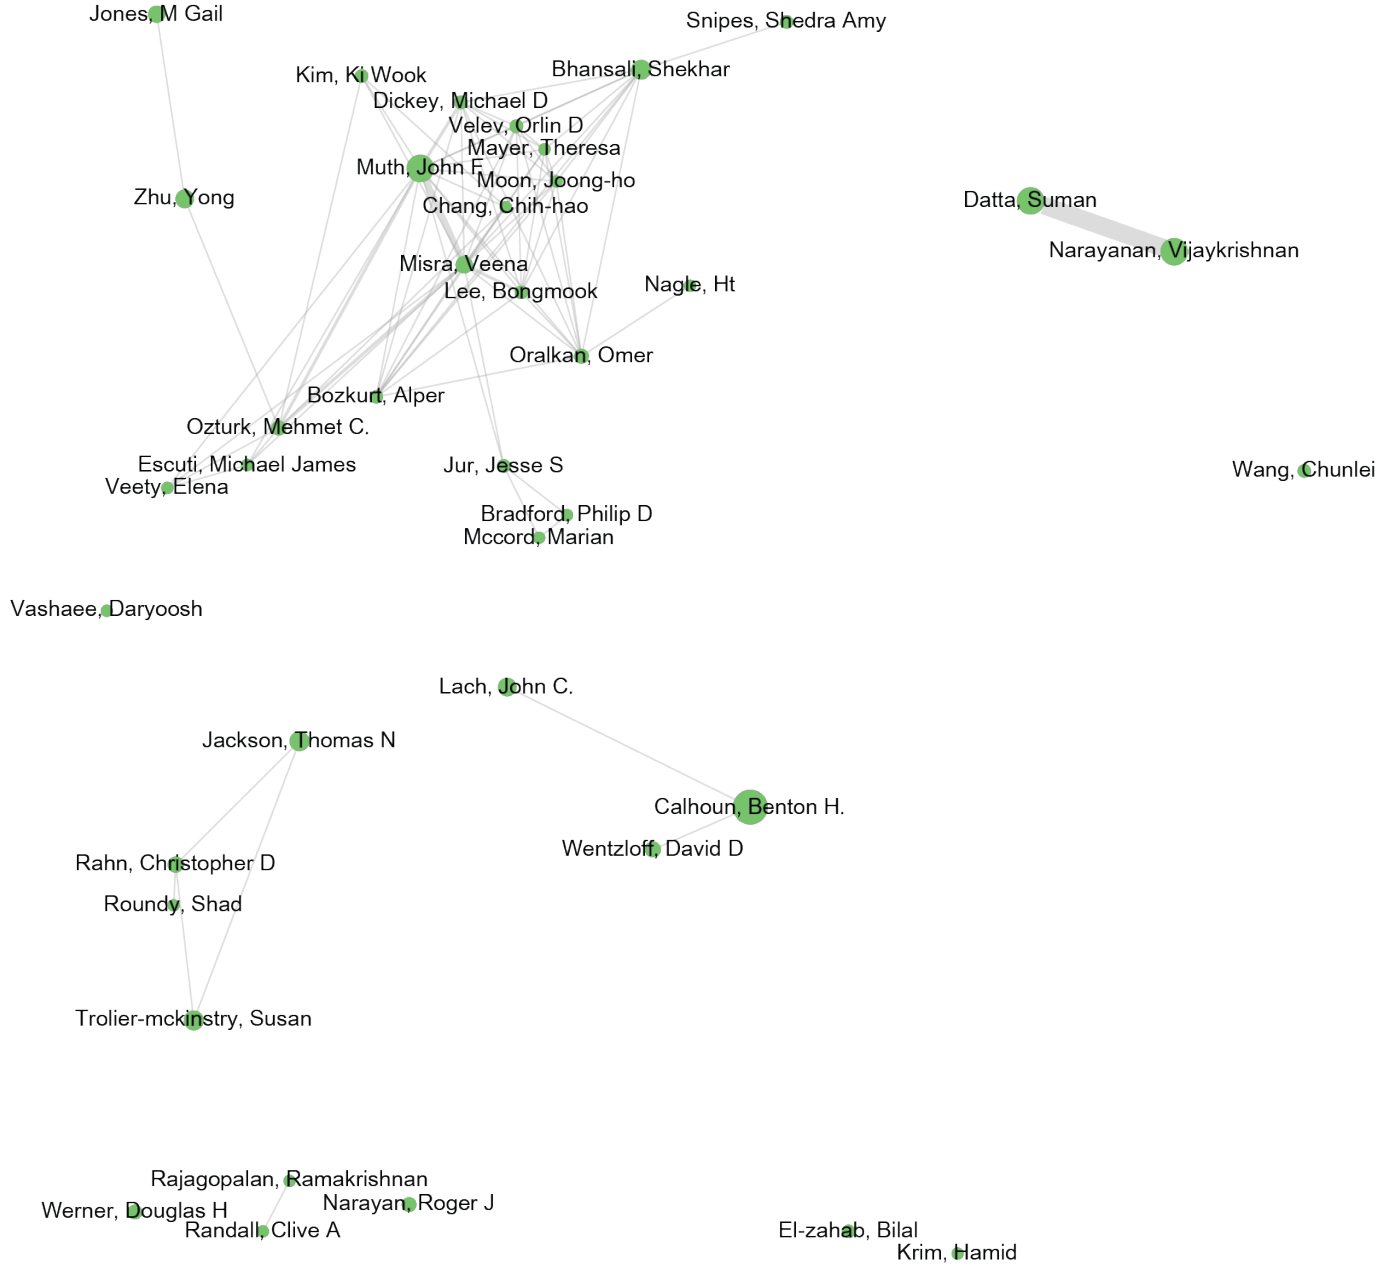 Jones, M Gail
Snipes, Shedra Amy
Bhansali, Shekhar
Kim, Ki Wook
Dickey, Michael D
Velev, Orlin D
Mayer, Theresa
Muth, John F.
Moon, Joong-ho
Zhu, Yong
Chang, Chih-hao
Datta, Suman
Narayanan, Vijaykrishnan
Misra, Veena
Nagle, Ht
Lee, Bongmook
Oralkan, Omer
Bozkurt, Alper
Ozturk, Mehmet C.
Escuti, Michael James
Jur, Jesse S
Wang, Chunlei
Veety, Elena
Bradford, Philip D
Mccord, Marian
Vashaee, Daryoosh
Lach, John C.
Jackson, Thomas N
Calhoun, Benton H.
Wentzloff, David D
Rahn, Christopher D
Roundy, Shad
Trolier-mckinstry, Susan
Rajagopalan, Ramakrishnan
Narayan, Roger J
Werner, Douglas H
Randall, Clive A
El-zahab, Bilal
Krim, Hamid